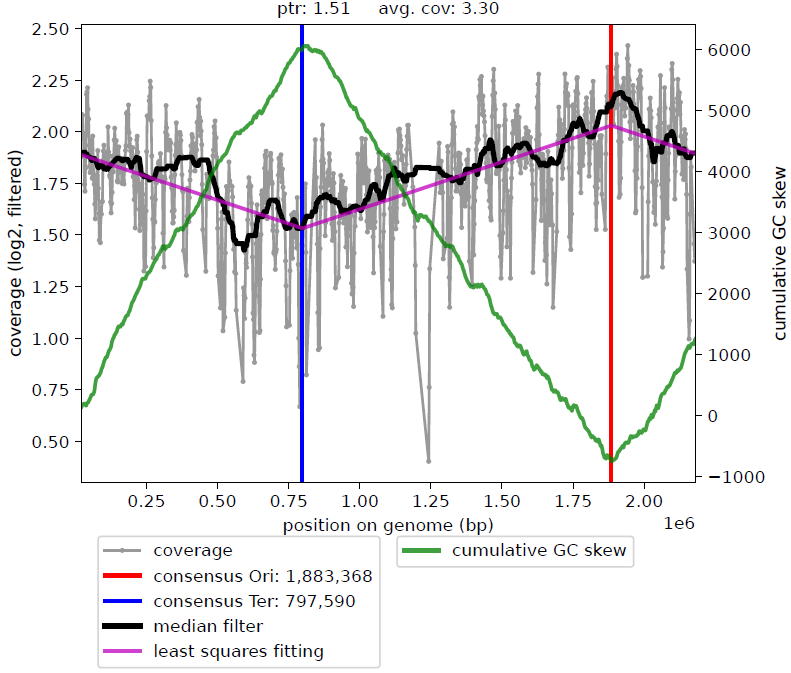 ptr: 1.51 avg. cov: 3.30
2.50
2.25
2.00
1.75
1.50
1.25
1.00
0.75
0.50
coverage (log2, filtered)
6000
5000
4000
3000
2000
1000
0
−1000
cumulative GC skew
0.25 0.50 0.75 1.00 1.25 1.50 1.75 2.00
position on genome (bp)
1e6
coverage
consensus Ori: 1,883,368
consensus Ter: 797,590
median filter
least squares fitting
cumulative GC skew